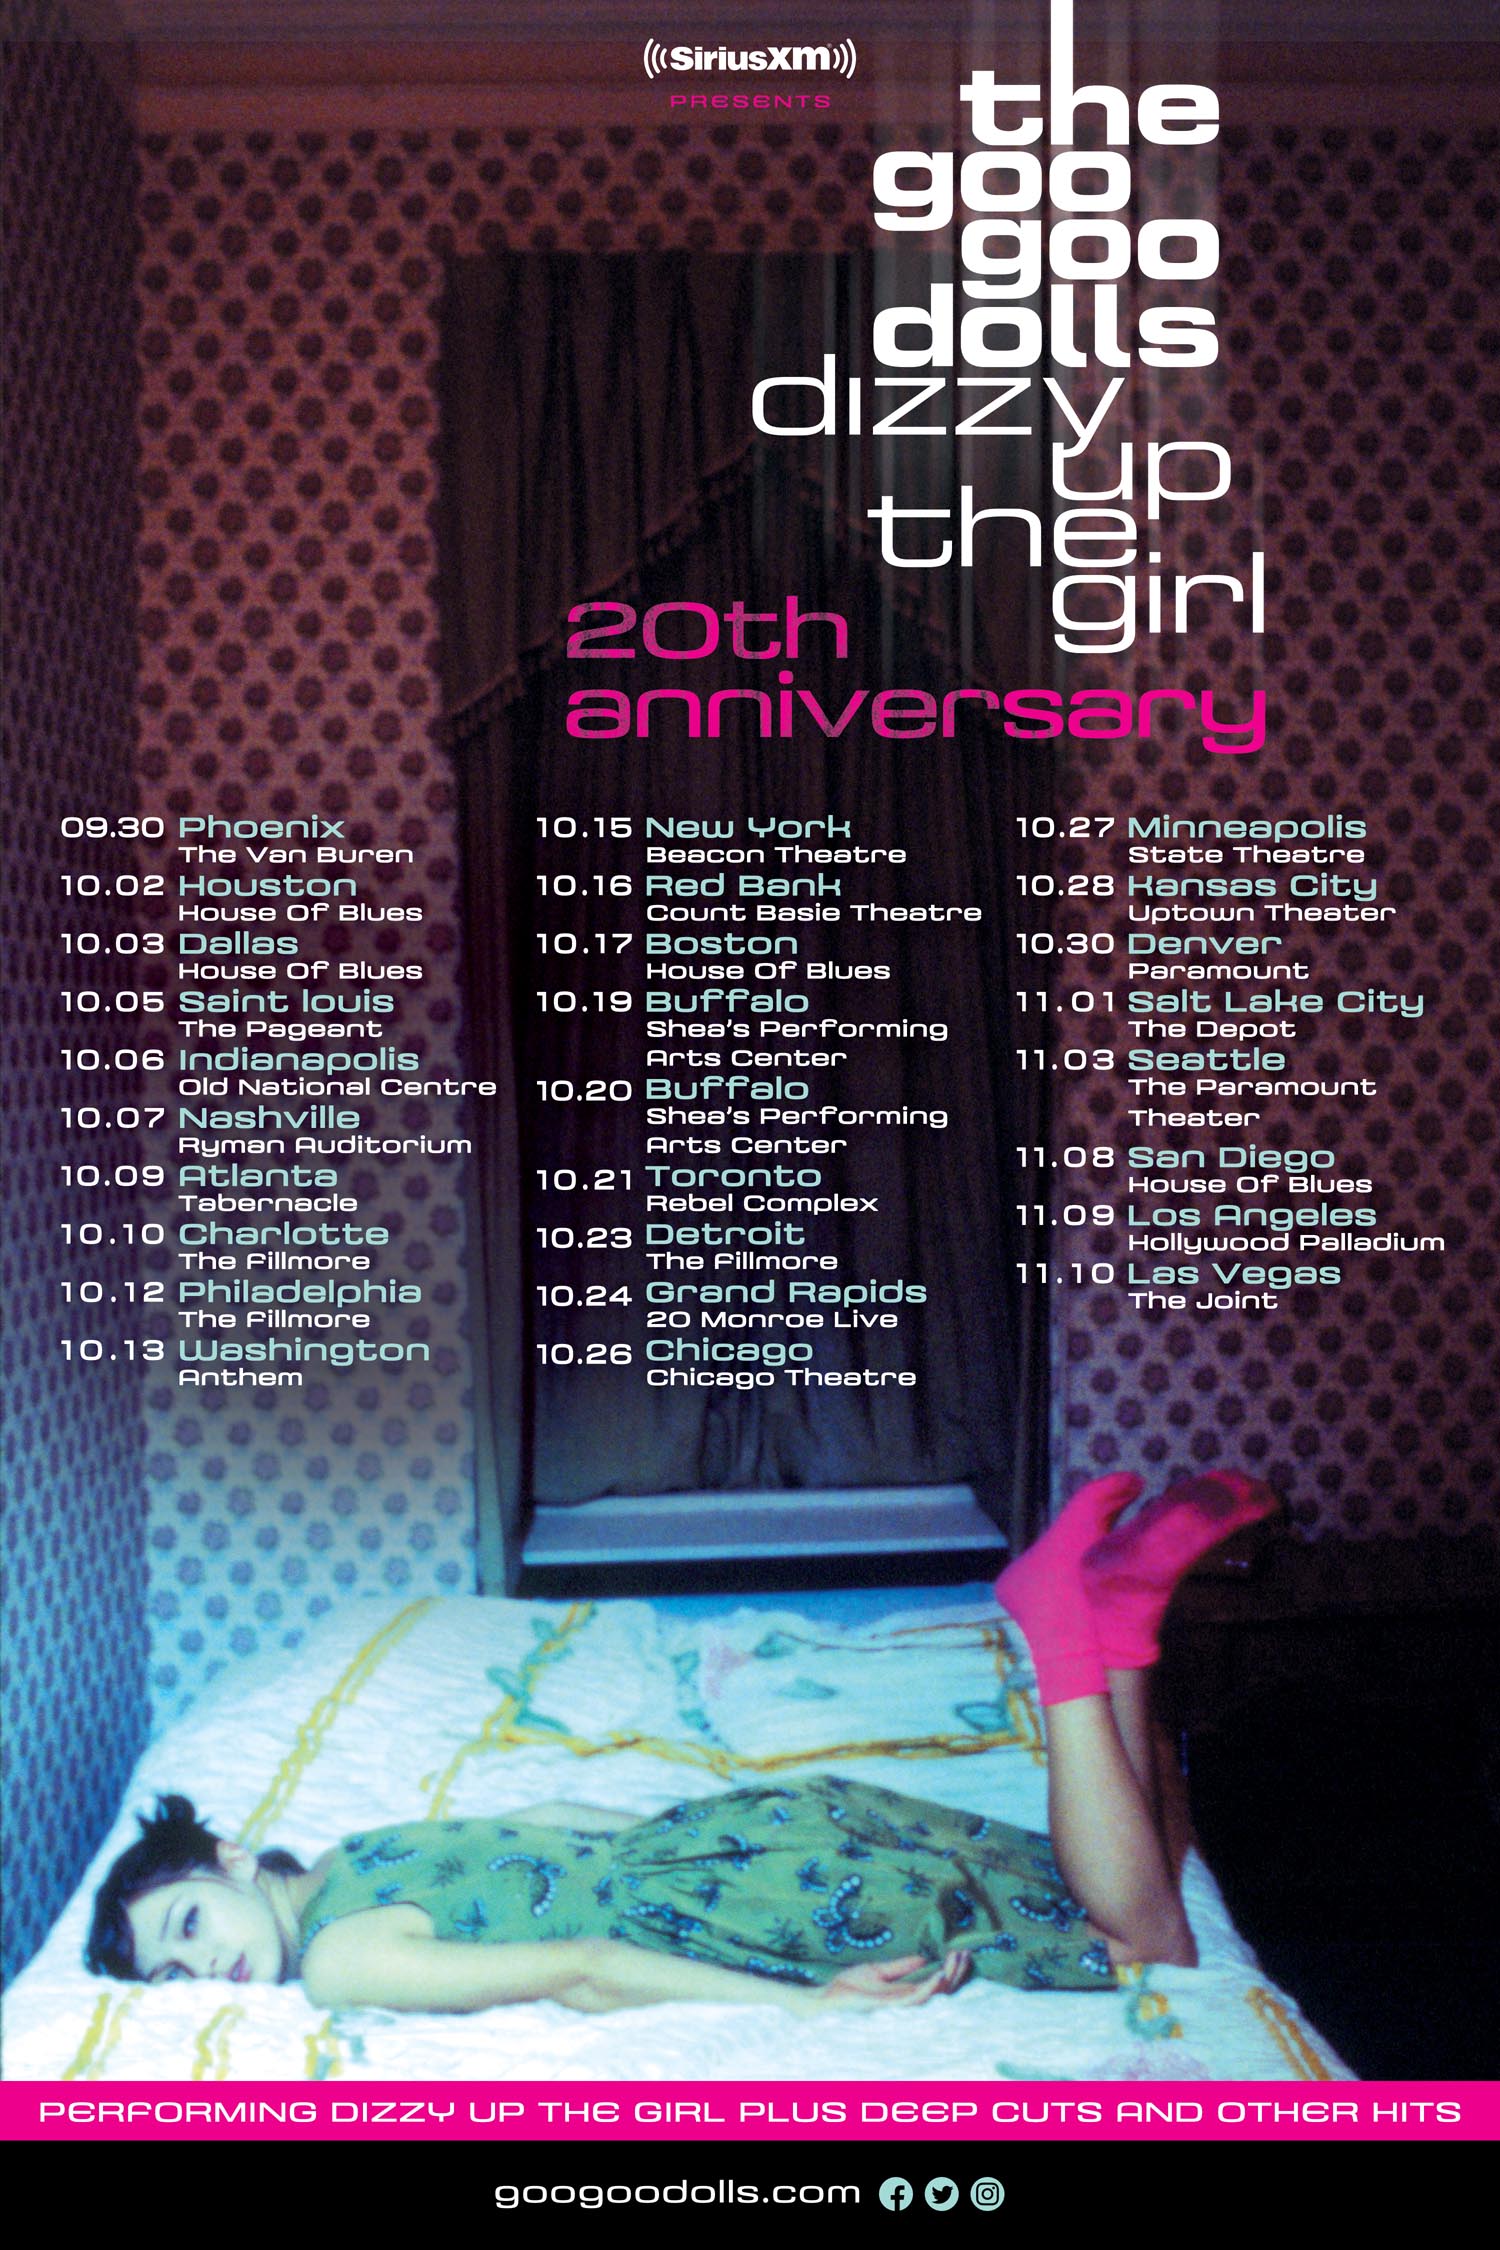 SiriusXM
PRESENTS
the
goo
goo
dolls
dizzy
up
the
girl
20th
anniversary
09.30 Phoenix
The Van Buren
10.02 Houston
House Of Blues
10.03 Dallas
House Of Blues
10.05 Saint louis
The Pageant
10.06 Indianapolis
Old National Centre
10.07 Nashville
Ryman Auditorium
10.09 Atlanta
Tabernacle
10.10 Charlotte
The Fillmore
10.12 Philadelphia
The Fillmore
10.13 Washington
Anthem
10.15 New York
Beacon Theatre
10.16 Red Bank
Count Basie Theatre
10.17 Boston
House Of Blues
10.19 Buffalo
Shea's Performing
Arts Center
10.20 Buffalo
Shea's Performing
Arts Center
10.21 Toronto
Rebel Complex
10.23 Detroit
The Fillmore
10.24 Grand Rapids
20 Monroe Live
10.26 Chicago
Chicago Theatre
10.27 Minneapolis
State Theatre
10.28 Kansas City
Uptown Theater
10.30 Denver
Paramount
11.01 Salt Lake City
The Depot
11.03 Seattle
The Paramount
Theater
11.08 San Diego
House Of Blues
11.09 Los Angeles
Hollywood Palladium
11.10 Las Vegas
The Joint
PERFORMING DIZZY UP THE GIRL PLUS DEEP CUTS AND OTHER HITS
googoodolls.com